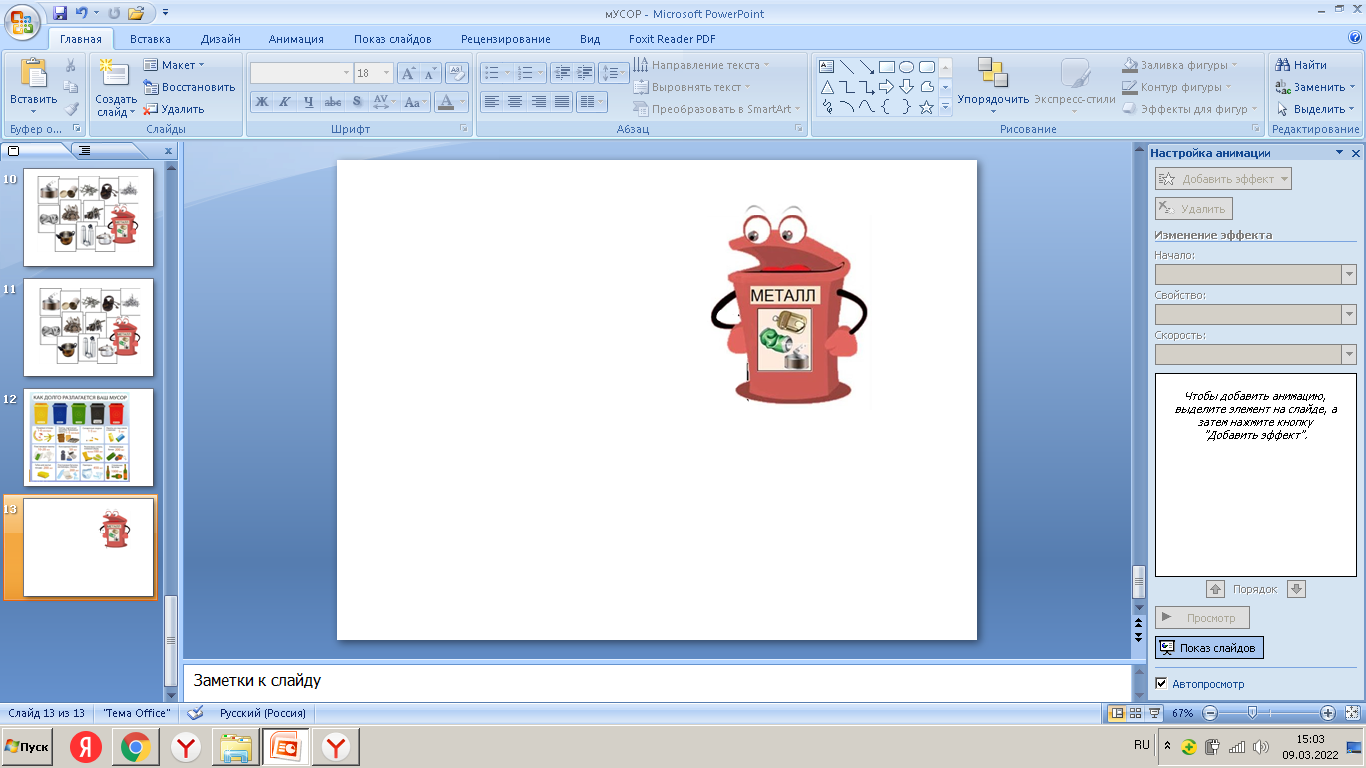 мУСОР - Microsoft PowerPoint
Главная Вставка Дизайн Анимация Показ слайдов Рецензирование Вид Foxit Reader PDF
Вставить
Буфер о...
Создать слайд
Макет
Восстановить
Удалить
Слайды
18
Ж К Ч abc S AV Aa A
Шрифт
Направление текста
Выровнять текст
Преобразовать в SmartArt
Абзац
Упорядочить
Экспресс-стили
Заливка фигуры
Контур фигуры
Эффекты для фигур
Рисование
Найти
Заменить
Выделить
Редактирование
10
11
12
КАК ДОЛГО РАЗЛАГАЕТСЯ ВАШ МУСОР
13
МЕТАЛЛ
Заметки к слайду
Настройка анимации
Добавить эффект
Удалить
Изменение эффекта
Начало:
Свойство:
Скорость:
Чтобы добавить анимацию,
выделите элемент на слайде, а
затем нажмите кнопку
"Добавить эффект".
Порядок
Просмотр
Показ слайдов
Автопросмотр
Слайд 13 из 13 "Тема Office" Русский (Россия) 67%
Пуск
RU
15:03
09.03.2022